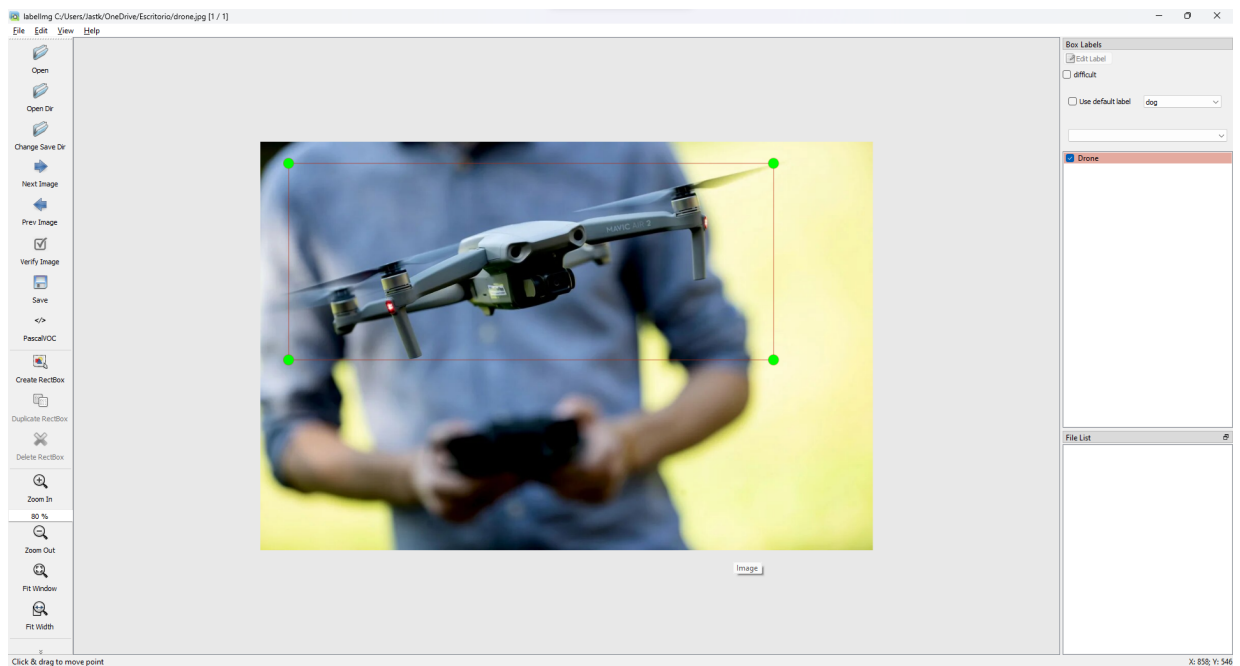 labelImg C:/Users/Jastk/OneDrive/Escritorio/drone.jpg [1 / 1]
File Edit View Help
Open
Open Dir
Change Save Dir
Next Image
Prev Image
Verify Image
Save
</>
PascalVOC
Create RectBox
Duplicate RectBox
Delete RectBox
Zoom In
80 %
Zoom Out
Fit Window
Fit Width
MAVIC AIR 2
Image
Box Labels
Edit Label
difficult
Use default label dog
Drone
File List
Click & drag to move point
X: 858; Y: 546